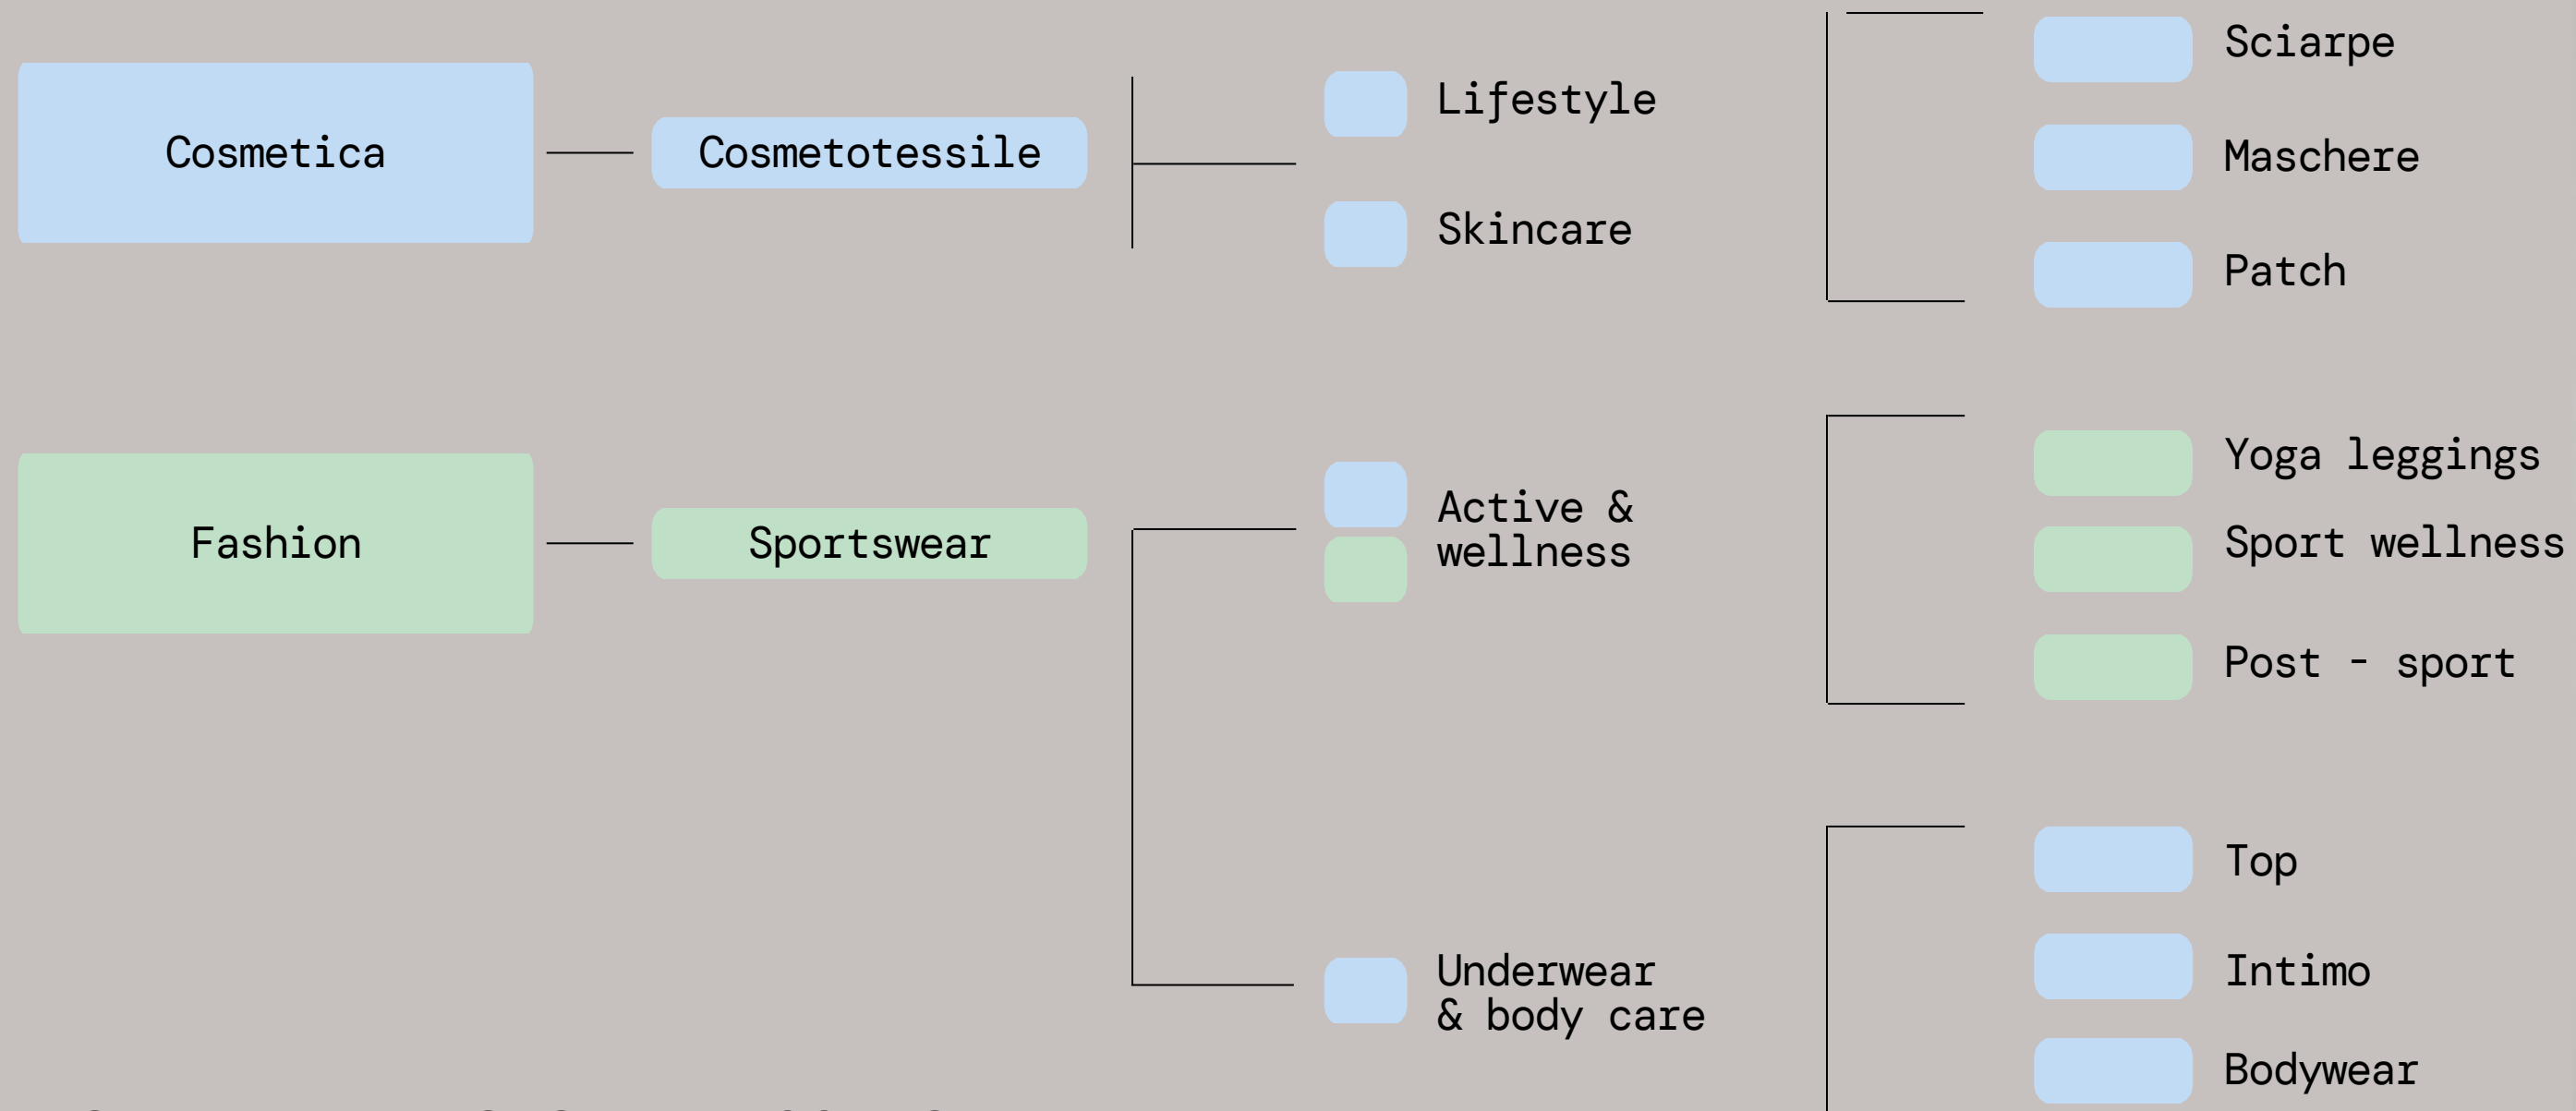 Cosmetica
Cosmetotessile
Lifestyle
Skincare
Sciarpe
Maschere
Patch
Fashion
Sportswear
Active &
wellness
Yoga leggings
Sport wellness
Post - sport
Underwear
& body care
Top
Intimo
Bodywear